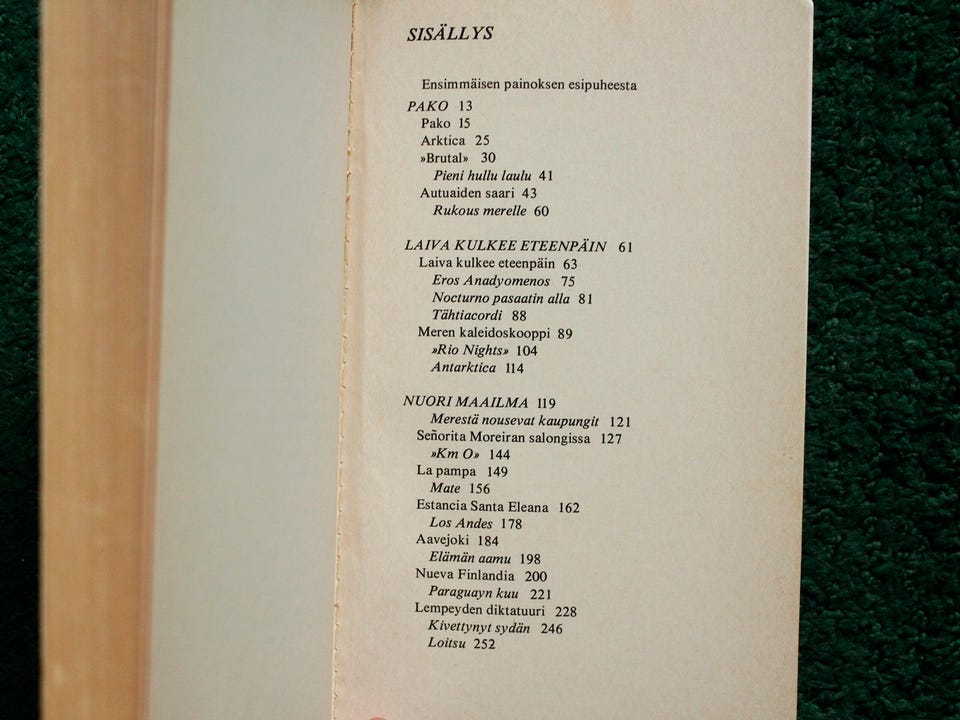 SISÄLLYS
Ensimmäisen painoksen esipuheesta
PAKO 13
Pako 15
Arktica 25
»Brutal» 30
Pieni hullu laulu 41
Autuaiden saari 43
Rukous merelle 60
LAIVA KULKEE ETEENPÄIN 61
Laiva kulkee eteenpäin 63
Eros Anadyomenos 75
Nocturno pasaatin alla 81
Tähtiacordi 88
Meren kaleidoskooppi 89
»Rio Nights» 104
Antarktica 114
NUORI MAAILMA 119
Merestä nousevat kaupungit 121
Señorita Moreiran salongissa 127
»Km O» 144
La pampa 149
Mate 156
Estancia Santa Eleana 162
Los Andes 178
Aavejoki 184
Elämän aamu 198
Nueva Finlandia 200
Paraguayn kuu 221
Lempeyden diktatuuri 228
Kivettynyt sydän 246
Loitsu 252